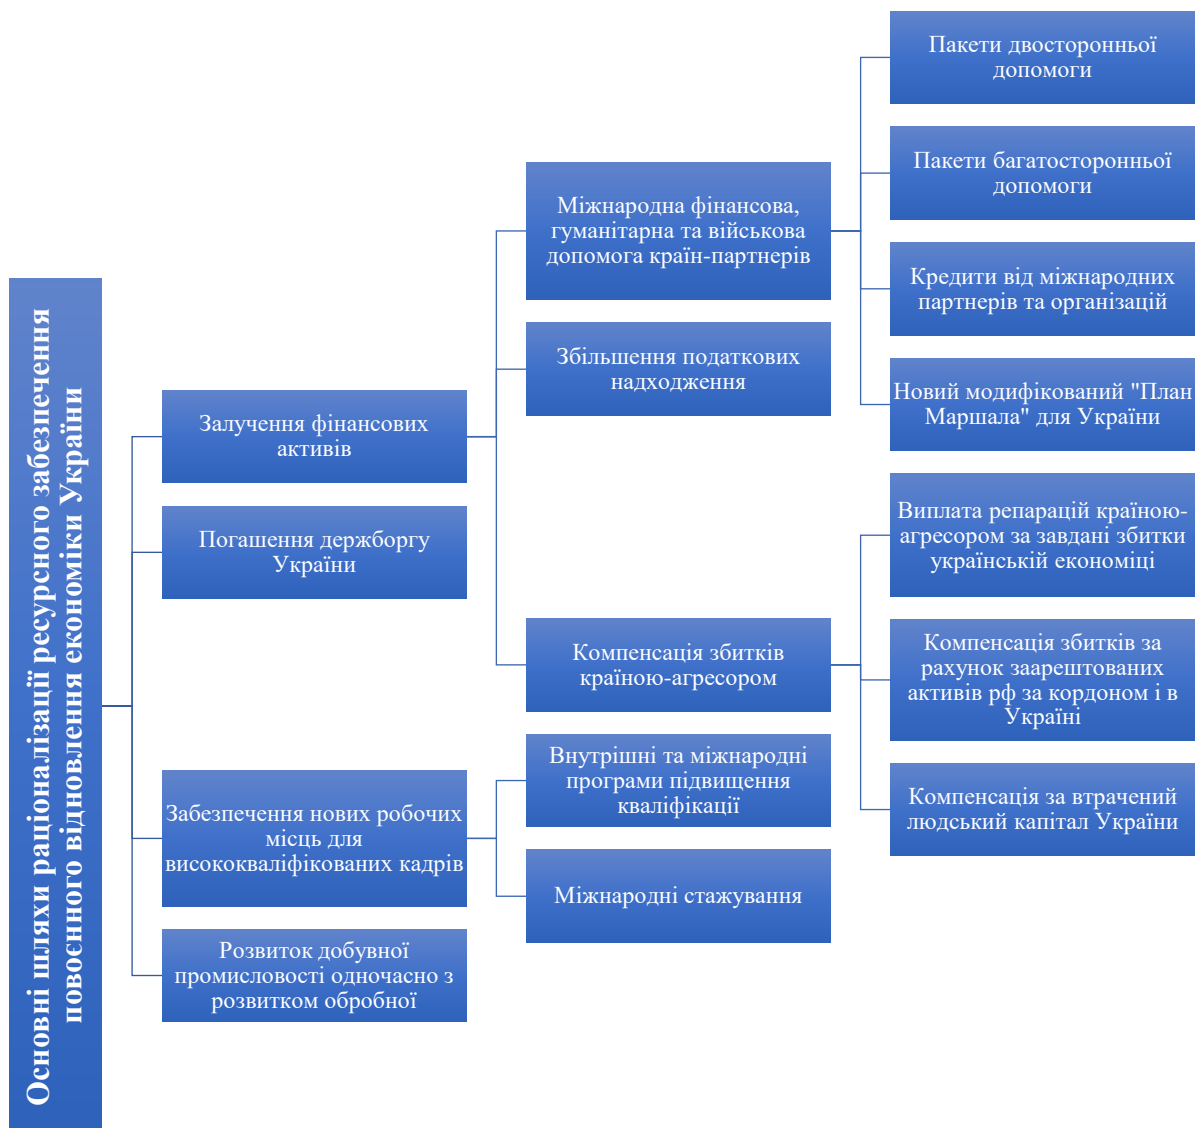 Основні шляхи раціоналізації ресурсного забезпечення
повоєнного відновлення економіки України
Залучення фінансових
активів
Погашення держборгу
України
Забезпечення нових робочих
місць для
висококваліфікованих кадрів
Розвиток добувної
промисловості одночасно з
розвитком обробної
Міжнародна фінансова,
гуманітарна та військова
допомога країн-партнерів
Збільшення податкових
надходження
Компенсація збитків
країною-агресором
Внутрішні та міжнародні
програми підвищення
кваліфікації
Міжнародні стажування
Пакети двосторонньої
допомоги
Пакети багатосторонньої
допомоги
Кредити від міжнародних
партнерів та організацій
Новий модифікований "План
Маршала" для України
Виплата репарацій країною-
агресором за завдані збитки
українській економіці
Компенсація збитків за
рахунок заарештованих
активів рф за кордоном і в
Україні
Компенсація за втрачений
людський капітал України